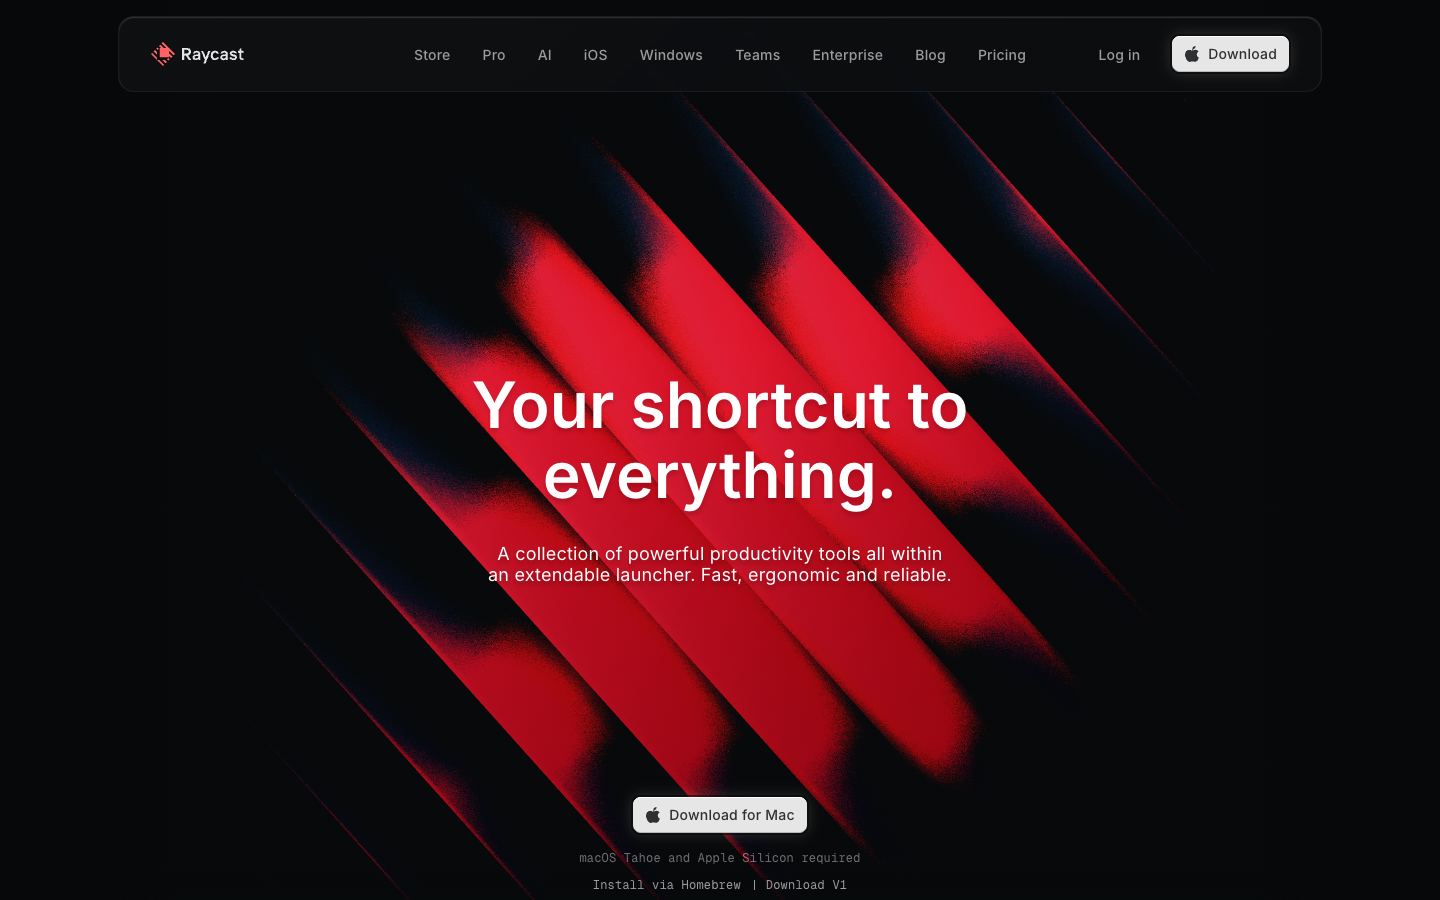 Raycast
Store Pro AI iOS Windows Teams Enterprise Blog Pricing Log in Download
Your shortcut to
everything.
A collection of powerful productivity tools all within
an extendable launcher. Fast, ergonomic and reliable.
Download for Mac
macOS Tahoe and Apple Silicon required
Install via Homebrew | Download V1